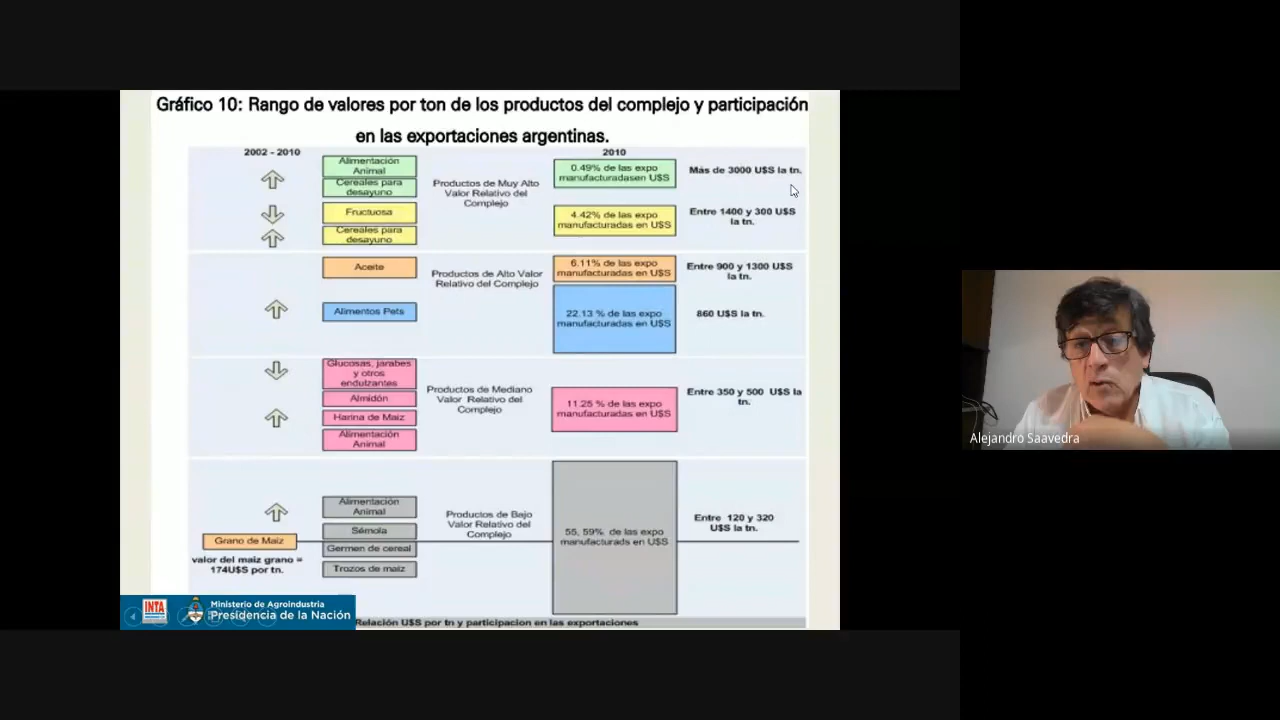 Gráfico 10: Rango de valores por ton de los productos del complejo y participación
en las exportaciones argentinas.
2002 - 2010
2010
Alimentación
Animal
Cereales para
desayuno
Productos de Muy Alto
Valor Relativo del
Complejo
0.49% de las expo
manufacturadasen U$S
Más de 3000 U$S la tn.
Fructuosa
Cereales para
desayuno
4.42% de las expo
manufacturadas en U$S
Entre 1400 y 300 U$S
la tn.
Aceite
Productos de Alto Valor
Relativo del Complejo
6.11% de las expo
manufacturadas en U$S
Entre 900 y 1300 U$S
la tn.
Alimentos Pets
22.13 % de las expo
manufacturadas en U$S
860 U$S la tn.
Glucosas, jarabes
y otros
endulzantes
Almidón
Harina de Maiz
Alimentación
Animal
Productos de Mediano
Valor Relativo del
Complejo
11.25 % de las expo
manufacturadas en U$S
Entre 350 y 500 U$S la
tn.
Alimentación
Animal
Sémola
Germen de cereal
Trozos de maiz
Productos de Bajo
Valor Relativo del
Complejo
55, 59% de las expo
manufacturads en U$S
Entre 120 y 320
U$S la tn.
Grano de Maiz
valor del maiz grano =
174U$S por tn.
INTA
Ministerio de Agroindustria
Presidencia de la Nación
Relación U$S por tn y participacion en las exportaciones
Alejandro Saavedra